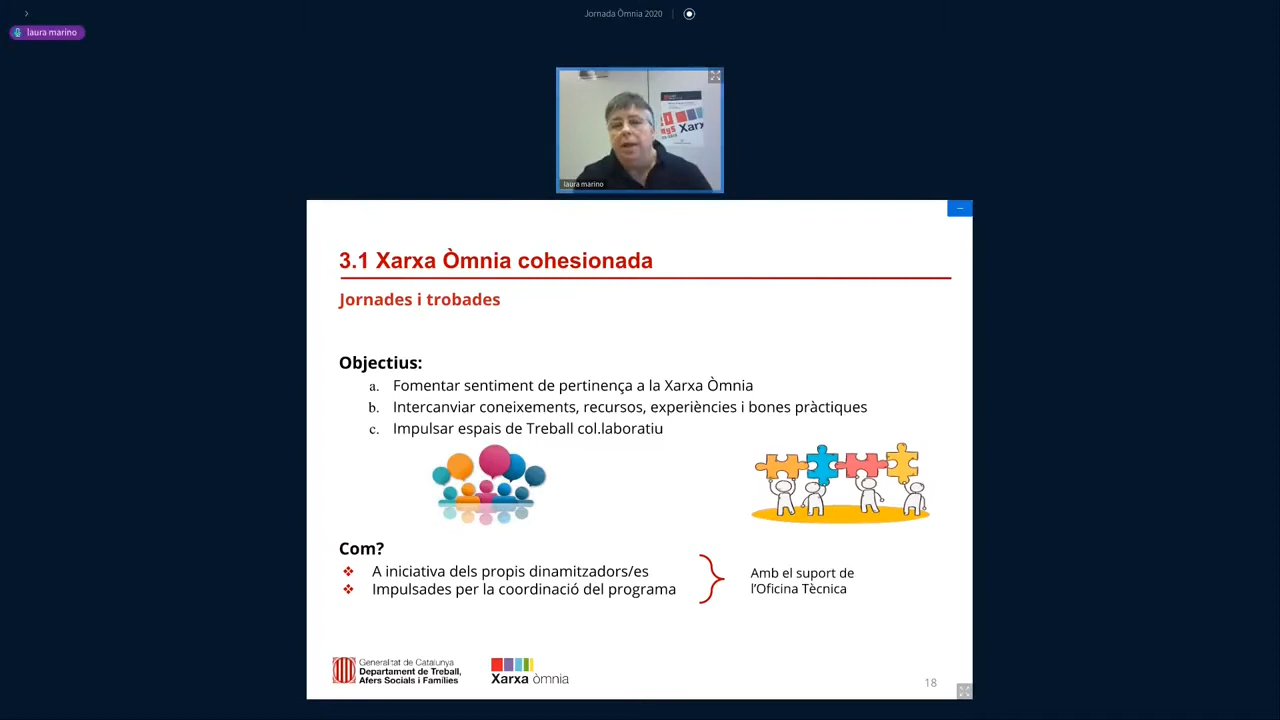 Jornada Òmnia 2020
laura marino
Xarx
laura marino
3.1 Xarxa Òmnia cohesionada
Jornades i trobades
Objectius:
a. Fomentar sentiment de pertinença a la Xarxa Òmnia
b. Intercanviar coneixements, recursos, experiències i bones pràctiques
c. Impulsar espais de Treball col.laboratiu
Com?
❖ A iniciativa dels propis dinamitzadors/es
❖ Impulsades per la coordinació del programa
Amb el suport de
l'Oficina Tècnica
Generalitat de Catalunya
Departament de Treball,
Afers Socials i Famílies
Xarxa òmnia
18